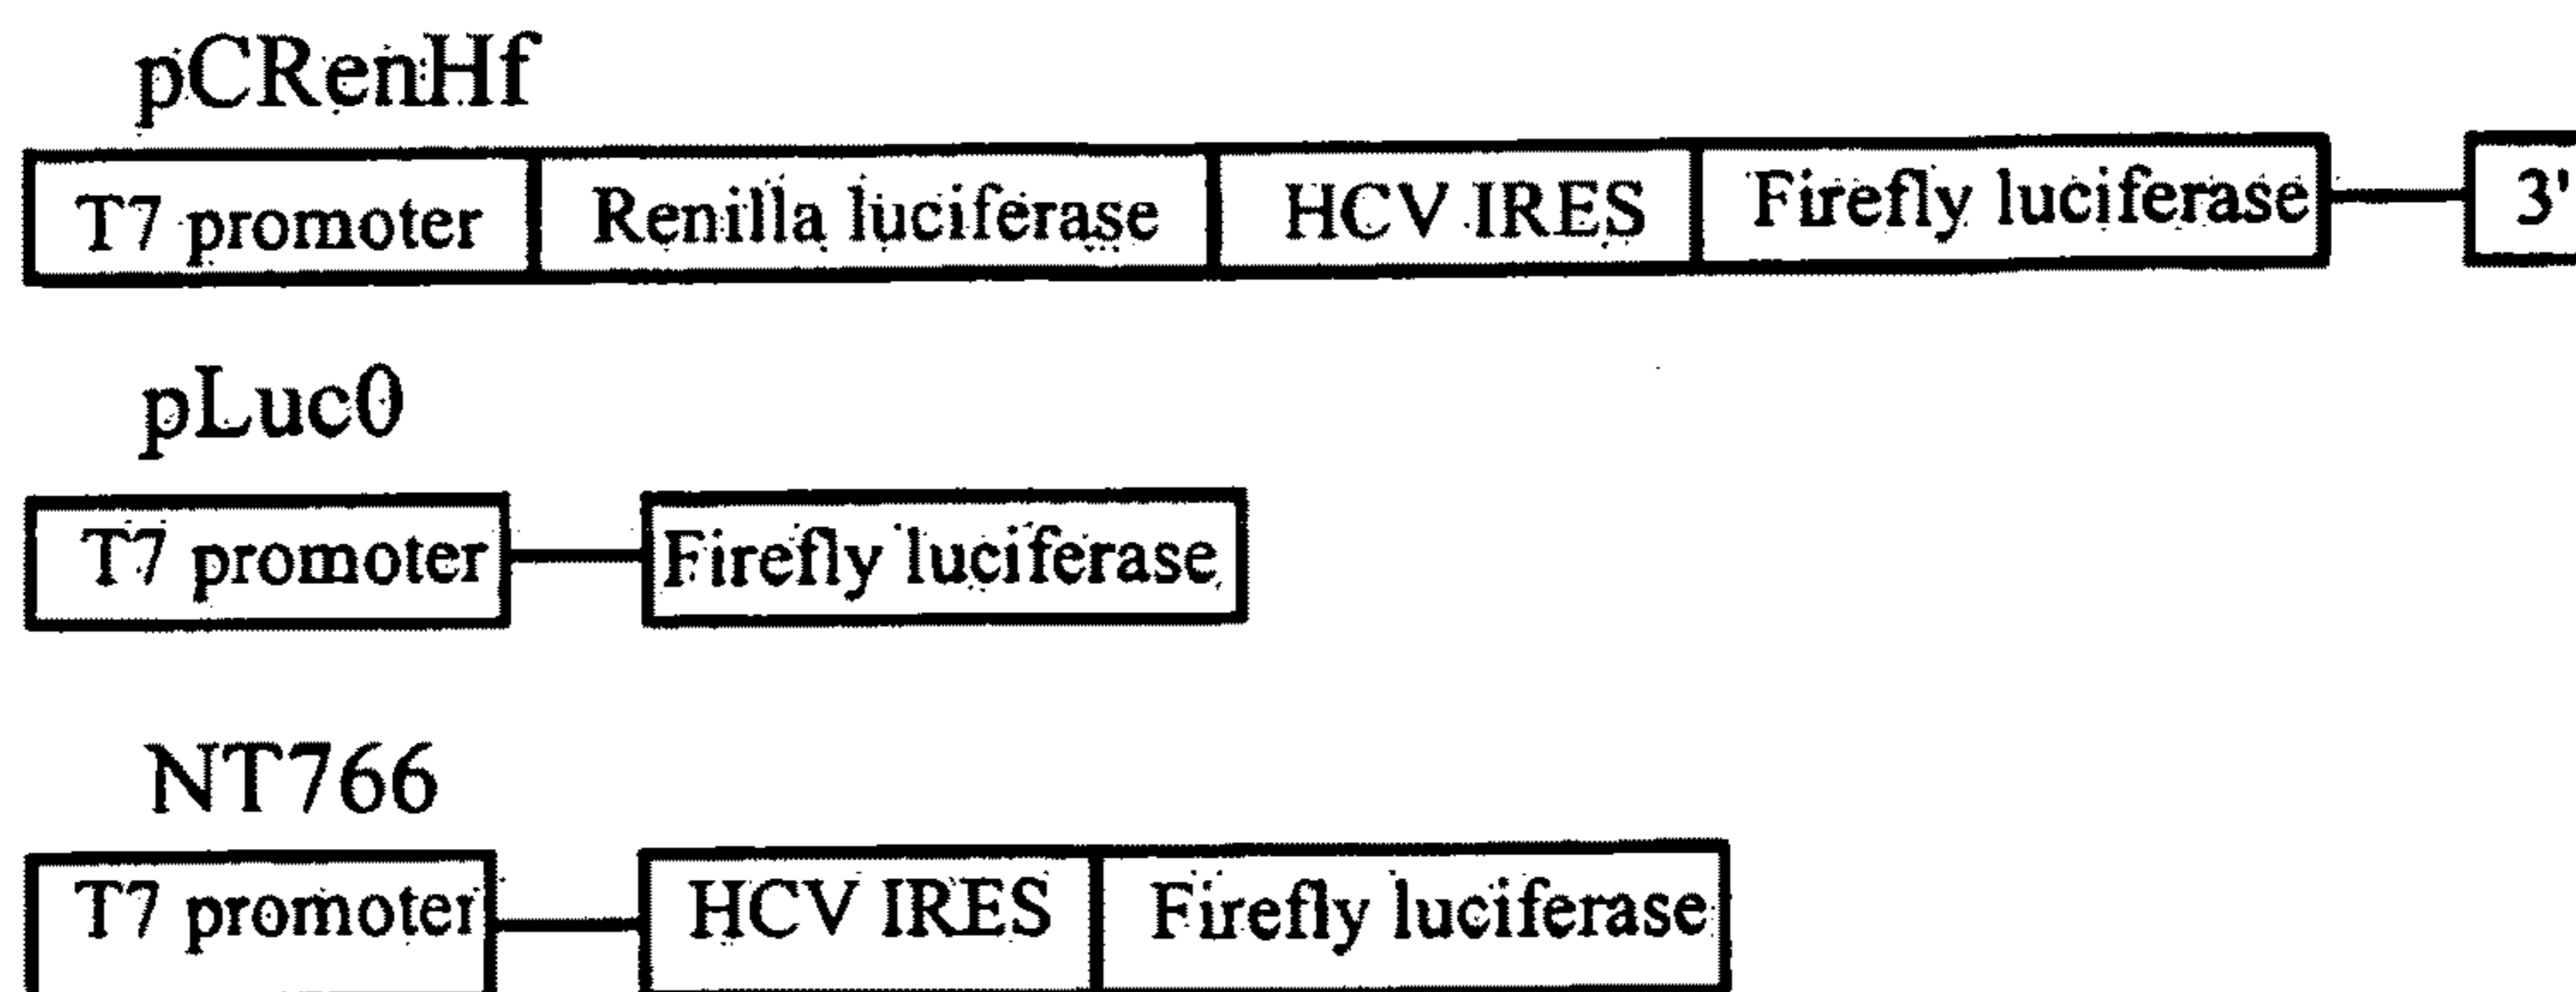 pCRenHf
T7 promoter Renilla luciferase HCV IRES Firefly luciferase 3'
pLuc0
T7 promoter Firefly luciferase
NT766
T7 promoter HCV IRES Firefly luciferase